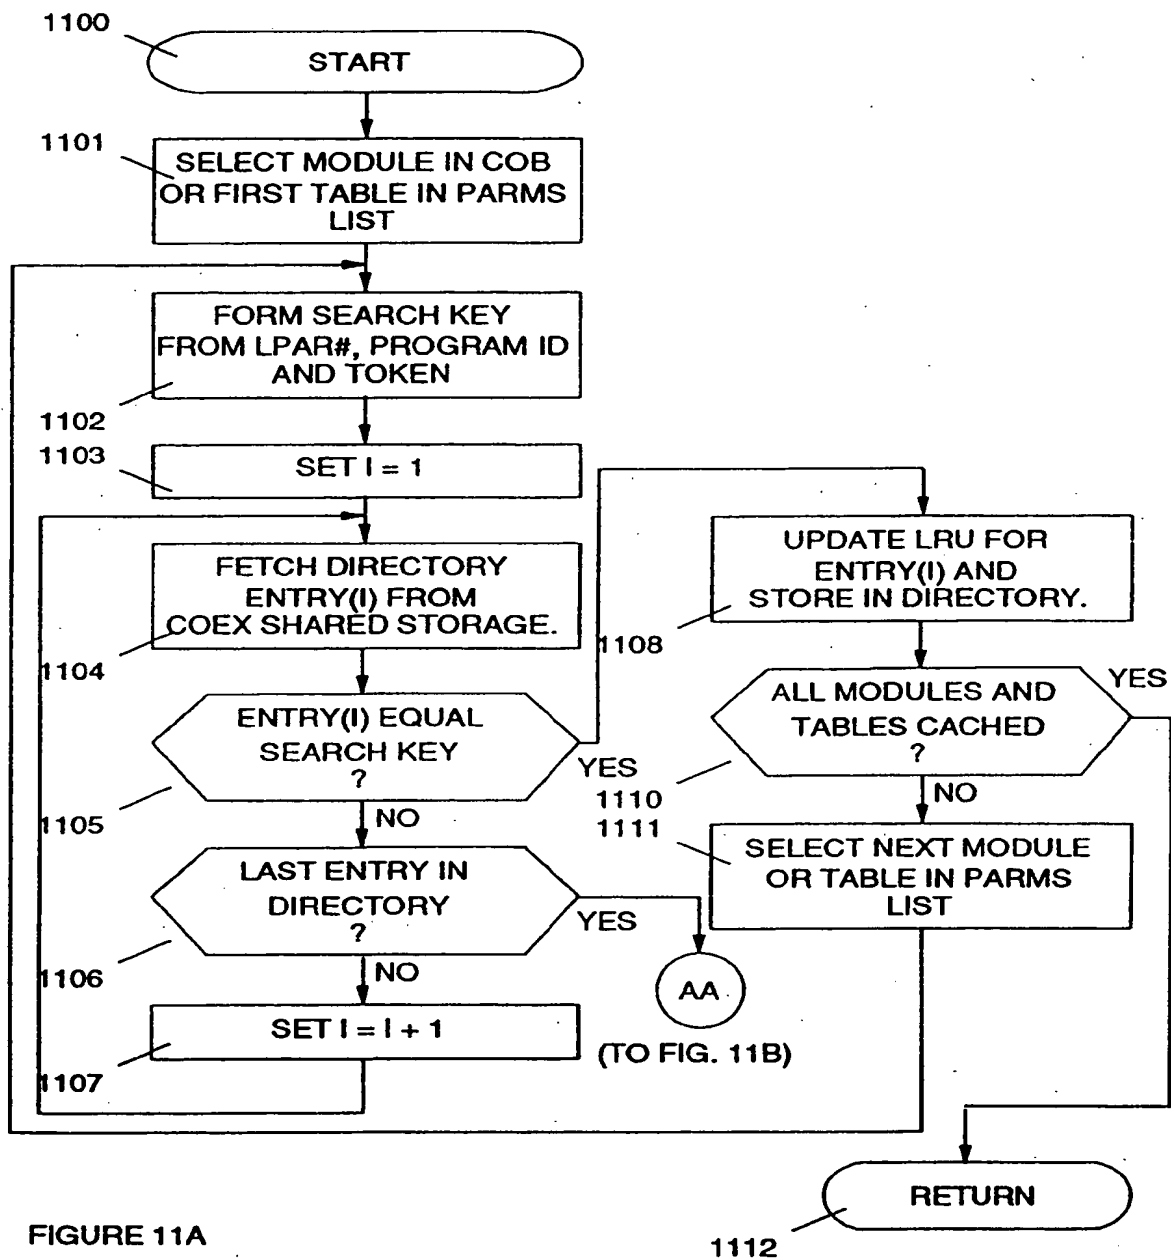 1100
START
1101
SELECT MODULE IN COB
OR FIRST TABLE IN PARMS
LIST
FORM SEARCH KEY
FROM LPAR#, PROGRAM ID
AND TOKEN
1102
1103
SET I = 1
FETCH DIRECTORY
ENTRY(I) FROM
COEX SHARED STORAGE.
1104
ENTRY(I) EQUAL
SEARCH KEY
?
YES
1105
NO
LAST ENTRY IN
DIRECTORY
?
YES
1106
NO
AA
(TO FIG. 11B)
SET I = I + 1
1107
UPDATE LRU FOR
ENTRY(I) AND
STORE IN DIRECTORY.
1108
ALL MODULES AND
TABLES CACHED
?
YES
1110
NO
1111
SELECT NEXT MODULE
OR TABLE IN PARMS
LIST
RETURN
1112
FIGURE 11A